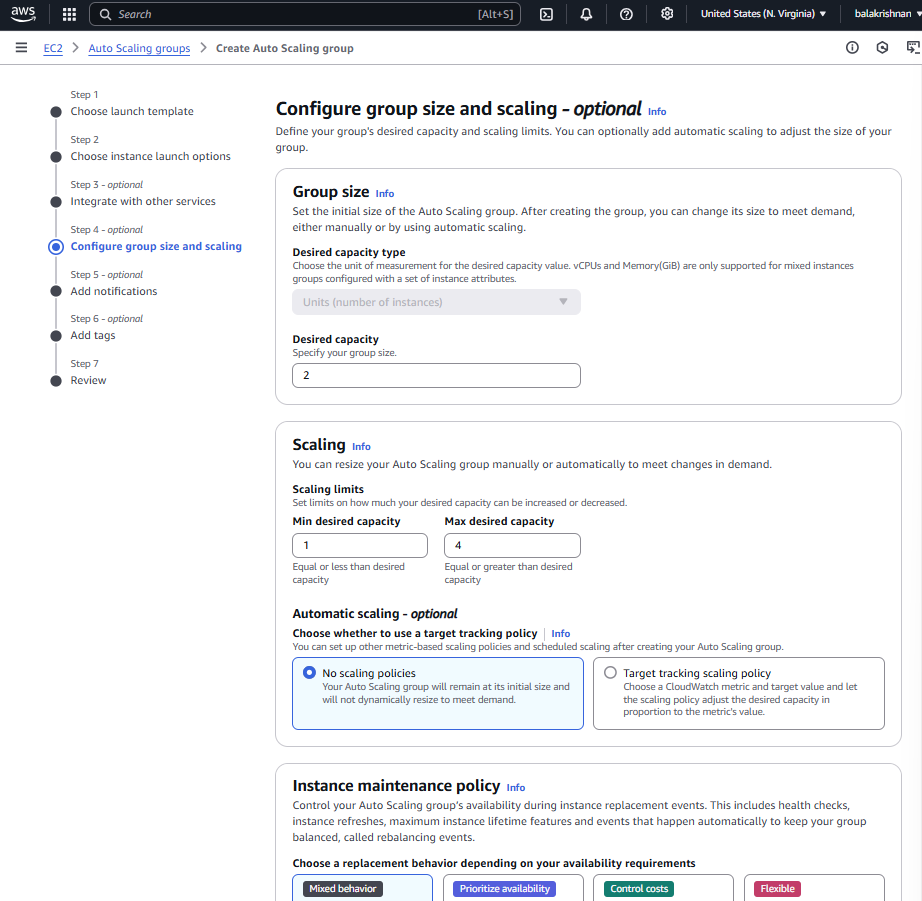 aws
Search [Alt+S] United States (N. Virginia) balakrishnan
EC2 Auto Scaling groups Create Auto Scaling group
Step 1
Choose launch template
Step 2
Choose instance launch options
Step 3 - optional
Integrate with other services
Step 4 - optional
Configure group size and scaling
Step 5 - optional
Add notifications
Step 6 - optional
Add tags
Step 7
Review
Configure group size and scaling - optional Info
Define your group's desired capacity and scaling limits. You can optionally add automatic scaling to adjust the size of your
group.
Group size Info
Set the initial size of the Auto Scaling group. After creating the group, you can change its size to meet demand,
either manually or by using automatic scaling.
Desired capacity type
Choose the unit of measurement for the desired capacity value. vCPUs and Memory(GiB) are only supported for mixed instances
groups configured with a set of instance attributes.
Units (number of instances)
Desired capacity
Specify your group size.
2
Scaling Info
You can resize your Auto Scaling group manually or automatically to meet changes in demand.
Scaling limits
Set limits on how much your desired capacity can be increased or decreased.
Min desired capacity Max desired capacity
1 4
Equal or less than desired Equal or greater than desired
capacity capacity
Automatic scaling - optional
Choose whether to use a target tracking policy Info
You can set up other metric-based scaling policies and scheduled scaling after creating your Auto Scaling group.
No scaling policies
Your Auto Scaling group will remain at its initial size and
will not dynamically resize to meet demand.
Target tracking scaling policy
Choose a CloudWatch metric and target value and let
the scaling policy adjust the desired capacity in
proportion to the metric's value.
Instance maintenance policy Info
Control your Auto Scaling group's availability during instance replacement events. This includes health checks,
instance refreshes, maximum instance lifetime features and events that happen automatically to keep your group
balanced, called rebalancing events.
Choose a replacement behavior depending on your availability requirements
Mixed behavior Prioritize availability Control costs Flexible